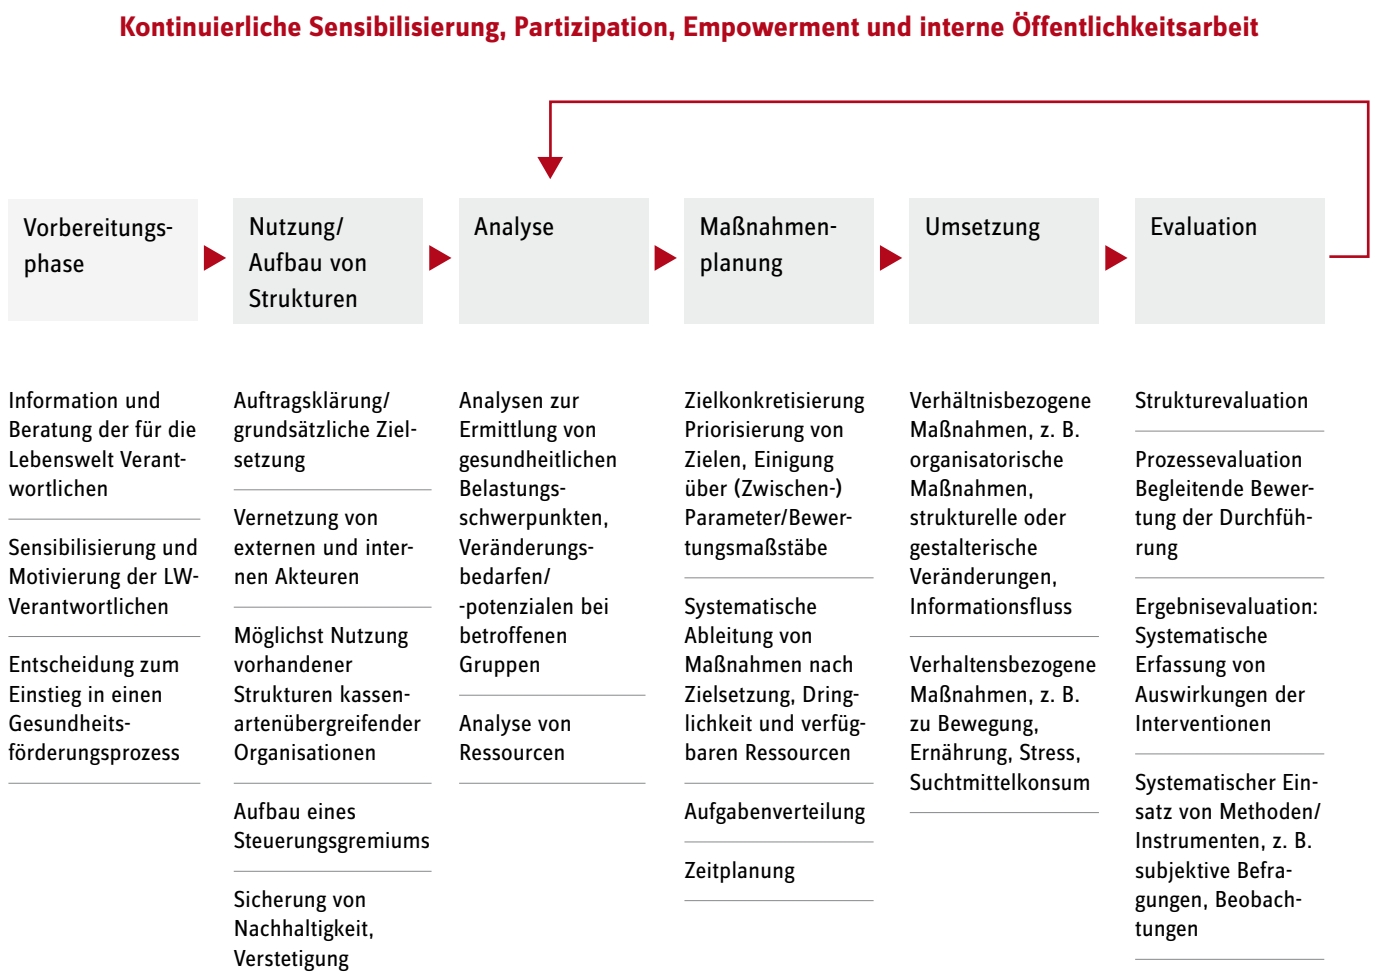 Kontinuierliche Sensibilisierung, Partizipation, Empowerment und interne Öffentlichkeitsarbeit
Vorbereitungs-
phase
Nutzung/
Aufbau von
Strukturen
Analyse
Maßnahmen-
planung
Umsetzung
Evaluation
Information und
Beratung der für die
Lebenswelt Verant-
wortlichen
Sensibilisierung und
Motivierung der LW-
Verantwortlichen
Entscheidung zum
Einstieg in einen
Gesundheits-
förderungsprozess
Auftragsklärung/
grundsätzliche Ziel-
setzung
Vernetzung von
externen und inter-
nen Akteuren
Möglichst Nutzung
vorhandener
Strukturen kassen-
artenübergreifender
Organisationen
Aufbau eines
Steuerungsgremiums
Sicherung von
Nachhaltigkeit,
Verstetigung
Analysen zur
Ermittlung von
gesundheitlichen
Belastungs-
schwerpunkten,
Veränderungs-
bedarfen/
-potenzialen bei
betroffenen
Gruppen
Analyse von
Ressourcen
Zielkonkretisierung
Priorisierung von
Zielen, Einigung
über (Zwischen-)
Parameter/Bewer-
tungsmaßstäbe
Systematische
Ableitung von
Maßnahmen nach
Zielsetzung, Dring-
lichkeit und verfüg-
baren Ressourcen
Aufgabenverteilung
Zeitplanung
Verhältnisbezogene
Maßnahmen, z. B.
organisatorische
Maßnahmen,
strukturelle oder
gestalterische
Veränderungen,
Informationsfluss
Verhaltensbezogene
Maßnahmen, z. B.
zu Bewegung,
Ernährung, Stress,
Suchtmittelkonsum
Strukturevaluation
Prozessevaluation
Begleitende Bewer-
tung der Durchfüh-
rung
Ergebnisevaluation:
Systematische
Erfassung von
Auswirkungen der
Interventionen
Systematischer Ein-
satz von Methoden/
Instrumenten, z. B.
subjektive Befra-
gungen, Beobach-
tungen